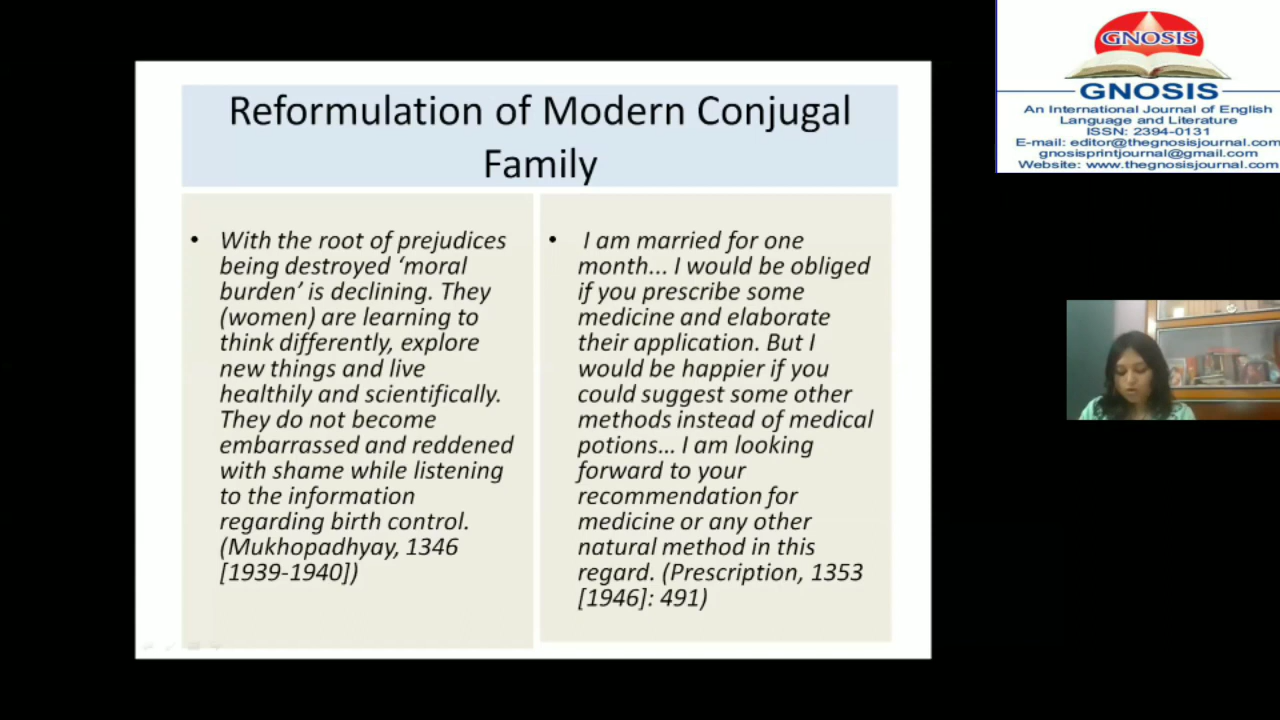 Reformulation of Modern Conjugal
Family
• With the root of prejudices
being destroyed ‘moral
burden’ is declining. They
(women) are learning to
think differently, explore
new things and live
healthily and scientifically.
They do not become
embarrassed and reddened
with shame while listening
to the information
regarding birth control.
(Mukhopadhyay, 1346
[1939-1940])
• I am married for one
month... I would be obliged
if you prescribe some
medicine and elaborate
their application. But I
would be happier if you
could suggest some other
methods instead of medical
potions... I am looking
forward to your
recommendation for
medicine or any other
natural method in this
regard. (Prescription, 1353
[1946]: 491)
GNOSIS
GNOSIS
An International Journal of English
Language and Literature
ISSN: 2394-0131
E-mail: editor@thegnosisjournal.com
gnosisprintjournal@gmail.com
Website: www.thegnosisjournal.com